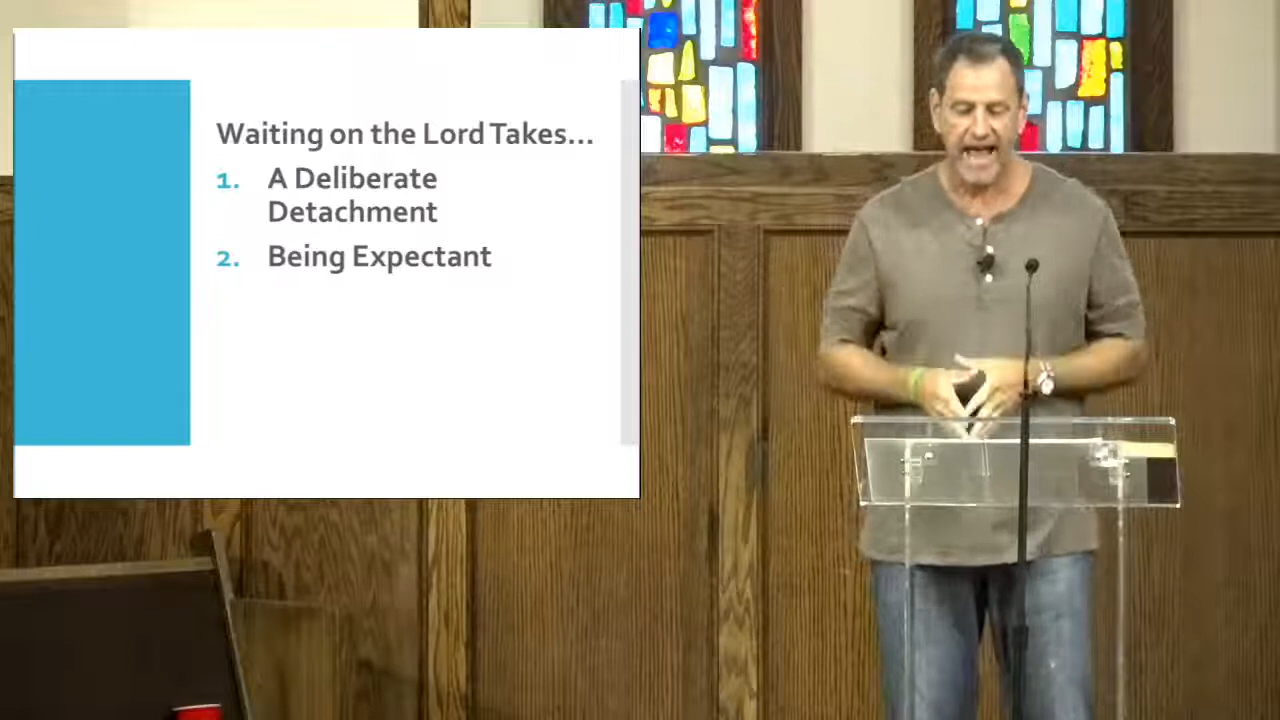 Waiting on the Lord Takes...
1. A Deliberate
Detachment
2. Being Expectant